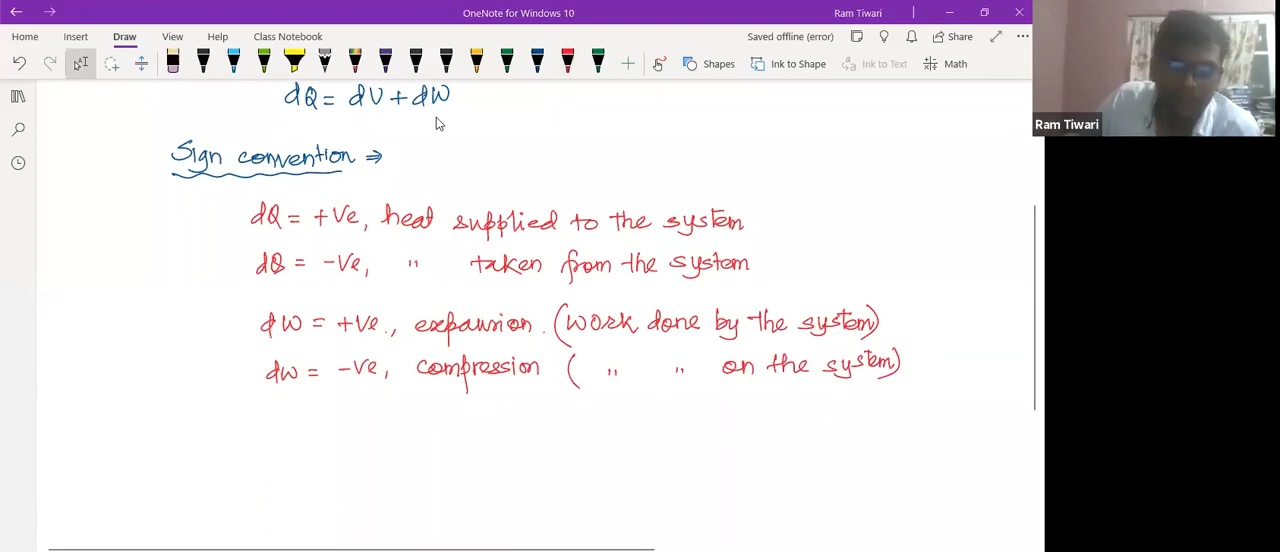 OneNote for Windows 10
Ram Tiwari
Home Insert Draw View Help Class Notebook
Saved offline (error)
Share
Shapes
Ink to Shape
Ink to Text
Math
dQ = dU + dW
Sign convention ⇒
dQ = +Ve, heat supplied to the system
dQ = -Ve, " taken from the system
dW = +Ve., expansion. (Work done by the system)
dw = -Ve, compression ( " " on the system)
Ram Tiwari